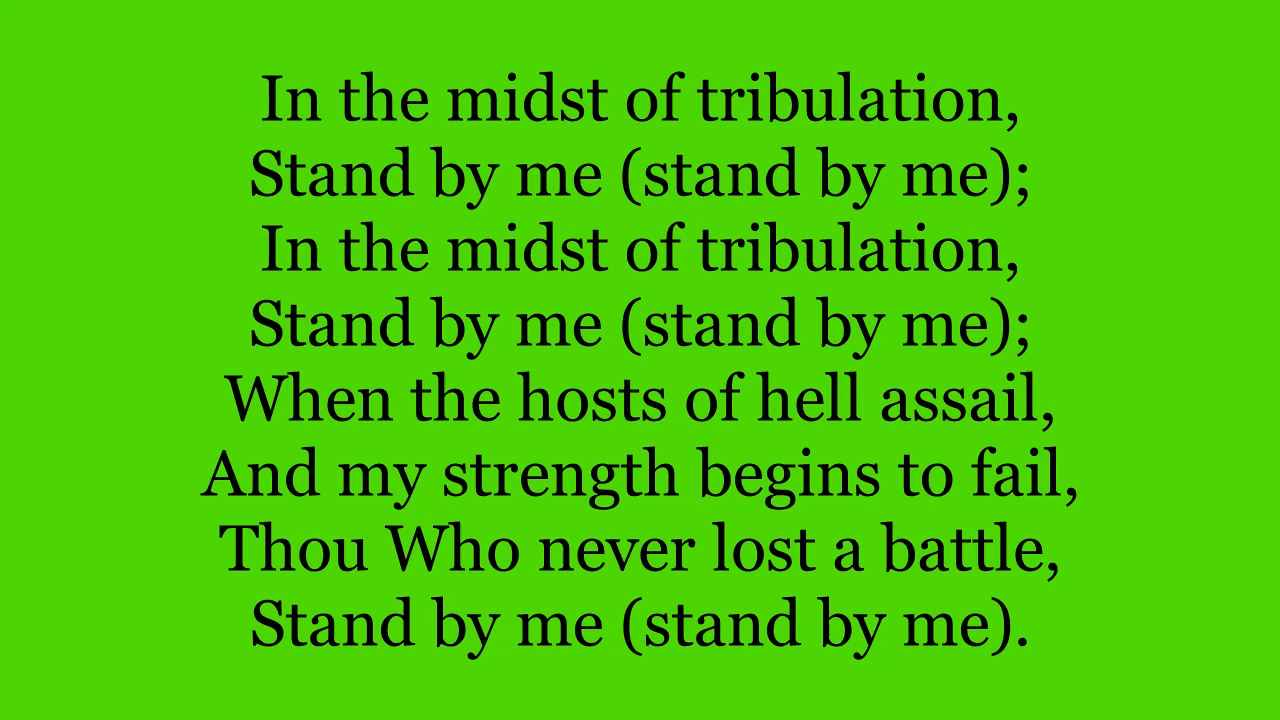 In the midst of tribulation,
Stand by me (stand by me);
In the midst of tribulation,
Stand by me (stand by me);
When the hosts of hell assail,
And my strength begins to fail,
Thou Who never lost a battle,
Stand by me (stand by me).